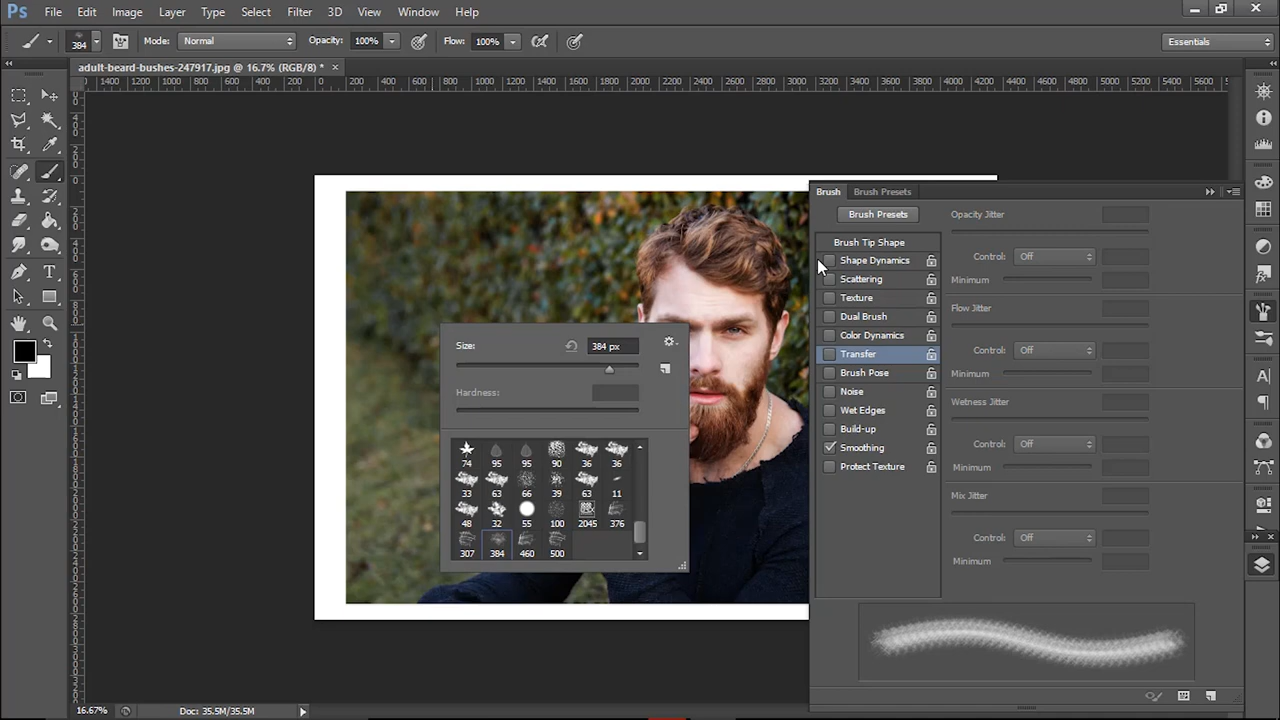 Ps File Edit Image Layer Type Select Filter 3D View Window Help
384 Mode: Normal Opacity: 100% Flow: 100% Essentials
adult-beard-bushes-247917.jpg @ 16.7% (RGB/8) * ×
1400 1200 1000 800 600 400 200 0 200 400 600 800 1000 1200 1400 1600 1800 2000 2200 2400 2600 2800 3000 3200 3400 3600 3800 4000 4200 4400 4600 4800 5000 5200 5400
Brush Brush Presets
Brush Presets
Brush Tip Shape
Shape Dynamics
Scattering
Texture
Dual Brush
Color Dynamics
Transfer
Brush Pose
Noise
Wet Edges
Build-up
Smoothing
Protect Texture
Opacity Jitter
Control: Off
Minimum
Flow Jitter
Control: Off
Minimum
Wetness Jitter
Control: Off
Minimum
Mix Jitter
Control: Off
Minimum
Size: 384 px
Hardness:
74 95 95 90 36 36
33 63 66 39 63 11
48 32 55 100 2045 376
307 384 460 500
16.67% Doc: 35.5M/35.5M